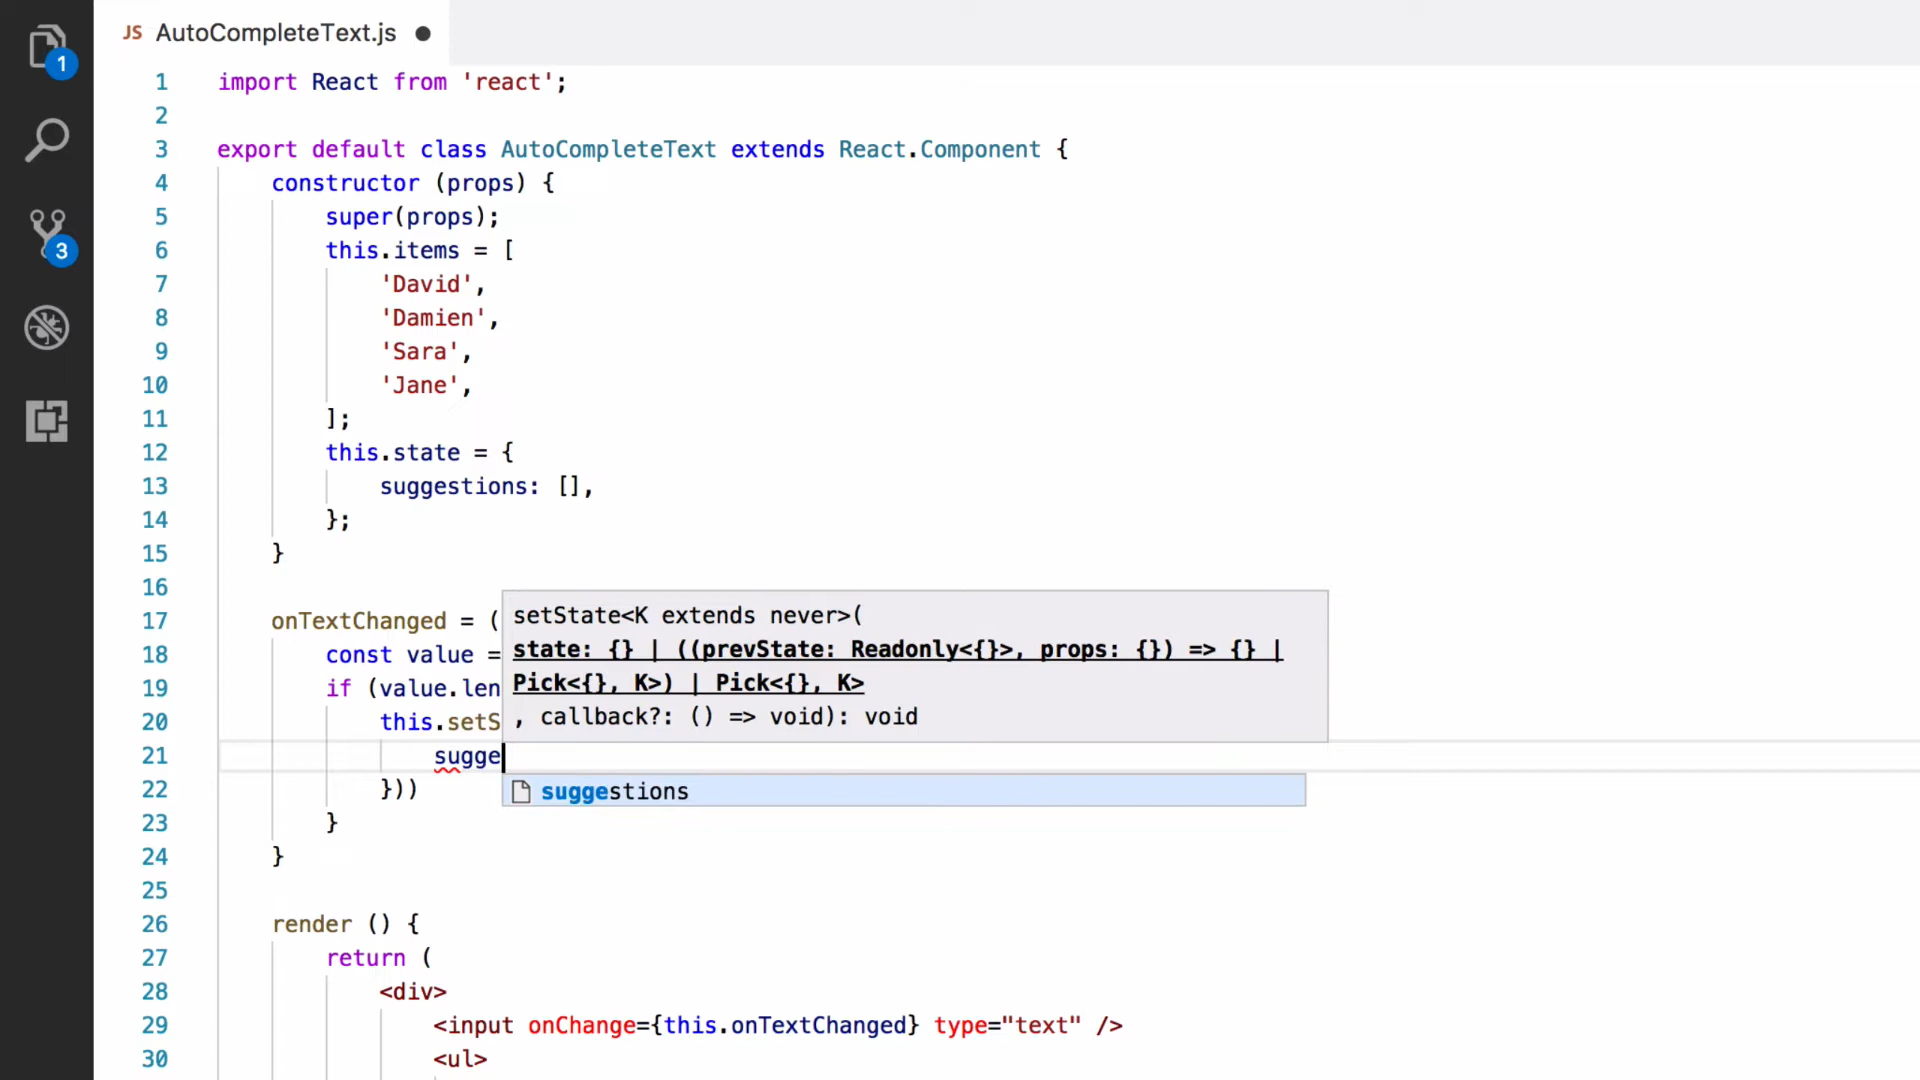 JS AutoCompleteText.js
1
3
1 import React from 'react';
2
3 export default class AutoCompleteText extends React.Component {
4 constructor (props) {
5 super(props);
6 this.items = [
7 'David',
8 'Damien',
9 'Sara',
10 'Jane',
11 ];
12 this.state = {
13 suggestions: [],
14 };
15 }
16
17 onTextChanged = (
18 const value =
19 if (value.len
20 this.setS
21 sugge
22 }))
23 }
24 }
25
26 render () {
27 return (
28 <div>
29 <input onChange={this.onTextChanged} type="text" />
30 <ul>
setState<K extends never>(
state: {} | ((prevState: Readonly<{}>, props: {}) => {} |
Pick<{}, K>) | Pick<{}, K>
, callback?: () => void): void
suggestions